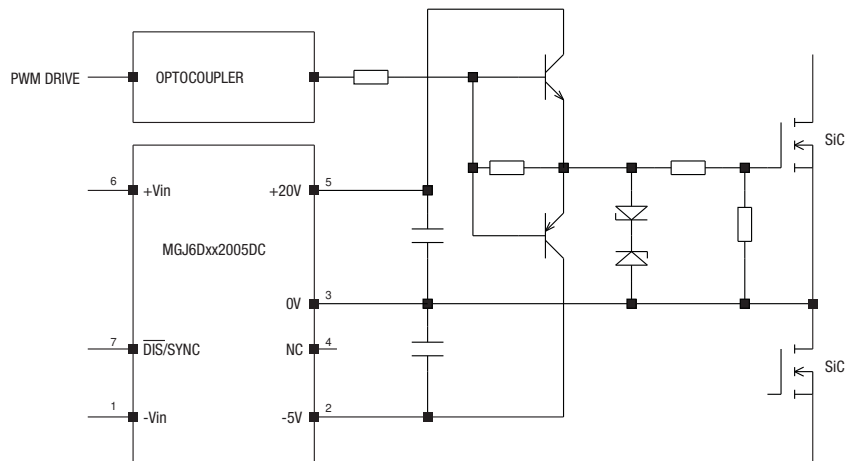 PWM DRIVE
OPTOCOUPLER
SiC
6
+Vin
+20V
5
MGJ6Dxx2005DC
0V
3
7
DIS/SYNC
NC
4
SiC
1
-Vin
-5V
2